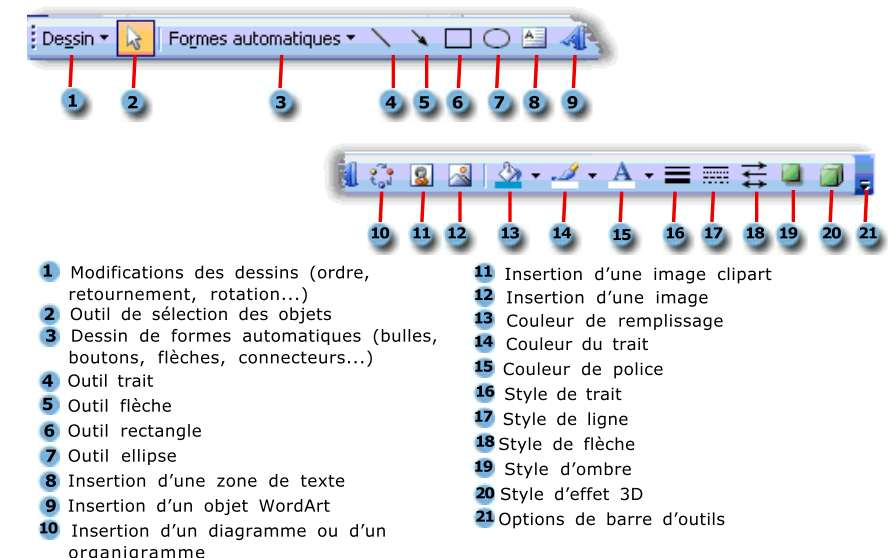 Dessin Formes automatiques A
1 2 3 4 5 6 7 8 9
A
10 11 12 13 14 15 16 17 18 19 20 21
1 Modifications des dessins (ordre,
retournement, rotation...)
2 Outil de sélection des objets
3 Dessin de formes automatiques (bulles,
boutons, flèches, connecteurs...)
4 Outil trait
5 Outil flèche
6 Outil rectangle
7 Outil ellipse
8 Insertion d’une zone de texte
9 Insertion d’un objet WordArt
10 Insertion d’un diagramme ou d’un
organigramme
11 Insertion d’une image clipart
12 Insertion d’une image
13 Couleur de remplissage
14 Couleur du trait
15 Couleur de police
16 Style de trait
17 Style de ligne
18 Style de flèche
19 Style d’ombre
20 Style d’effet 3D
21 Options de barre d’outils